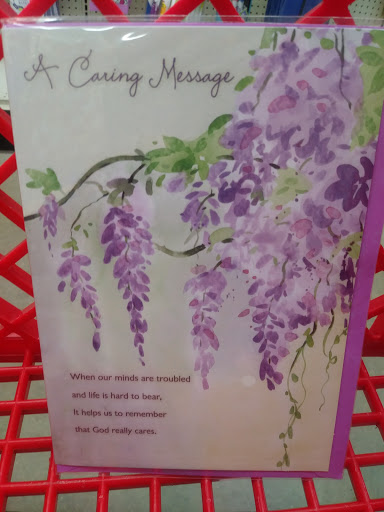 A Caring Message
When our minds are troubled
and life is hard to bear,
It helps us to remember
that God really cares.